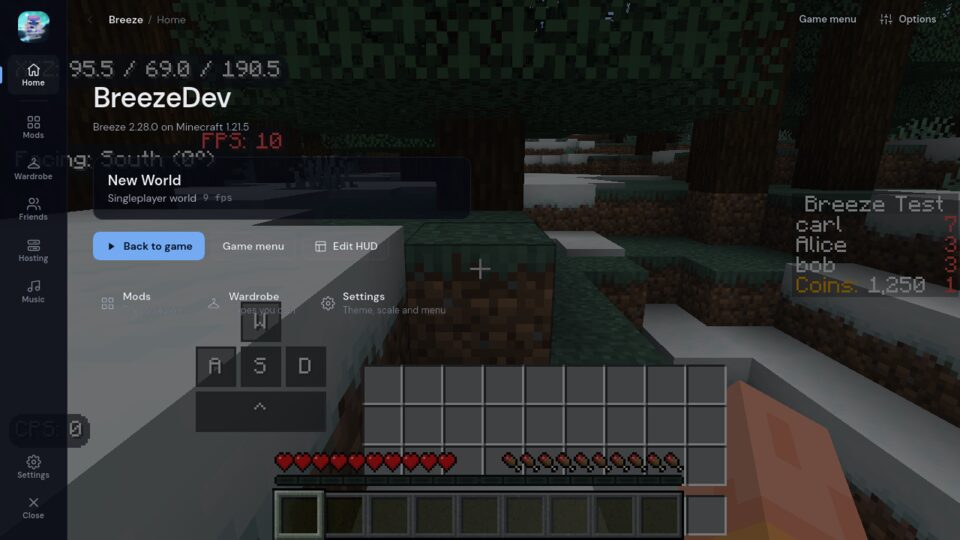 Breeze / Home
Game menu
Options
Home
XYZ: 95.5 / 69.0 / 190.5
BreezeDev
Breeze 2.28.0 on Minecraft 1.21.5
FPS: 10
Mods
Facing: South (0°)
Wardrobe
New World
Singleplayer world 9 fps
Friends
Breeze Test
carl 7
Alice 3
bob 3
Coins: 1,250 1
Hosting
Back to game
Game menu
Edit HUD
Music
Mods
Wardrobe
Settings
Theme, scale and menu
W
A S D
^
CPS: 0
Settings
Close